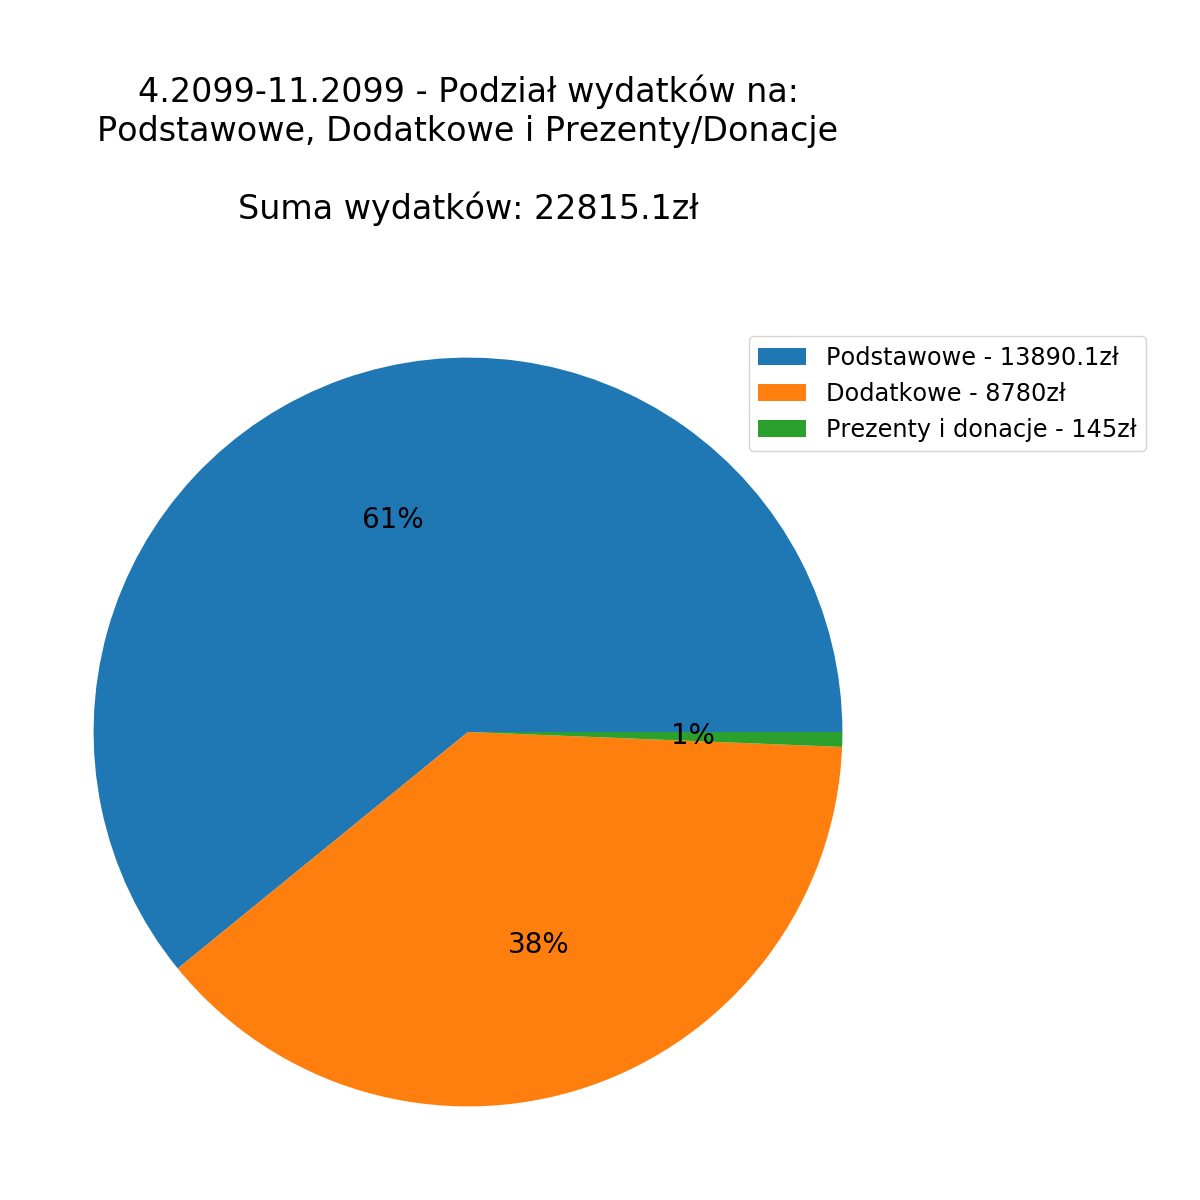 4.2099-11.2099 - Podział wydatków na:
Podstawowe, Dodatkowe i Prezenty/Donacje
Suma wydatków: 22815.1zł
Podstawowe - 13890.1zł
Dodatkowe - 8780zł
Prezenty i donacje - 145zł
61%
1%
38%